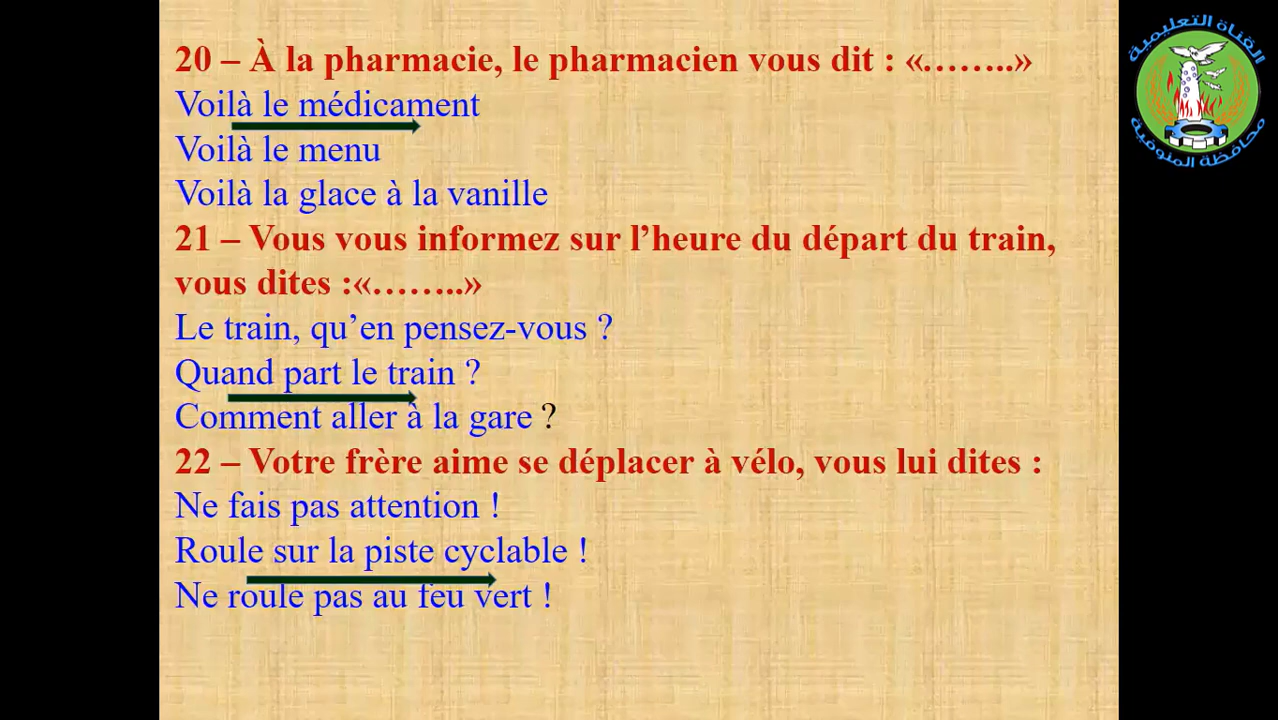 20 – À la pharmacie, le pharmacien vous dit : «……..»
Voilà le médicament
Voilà le menu
Voilà la glace à la vanille
21 – Vous vous informez sur l’heure du départ du train,
vous dites :«……..»
Le train, qu’en pensez-vous ?
Quand part le train ?
Comment aller à la gare ?
22 – Votre frère aime se déplacer à vélo, vous lui dites :
Ne fais pas attention !
Roule sur la piste cyclable !
Ne roule pas au feu vert !
القناة التعليمية
محافظة المنوفية